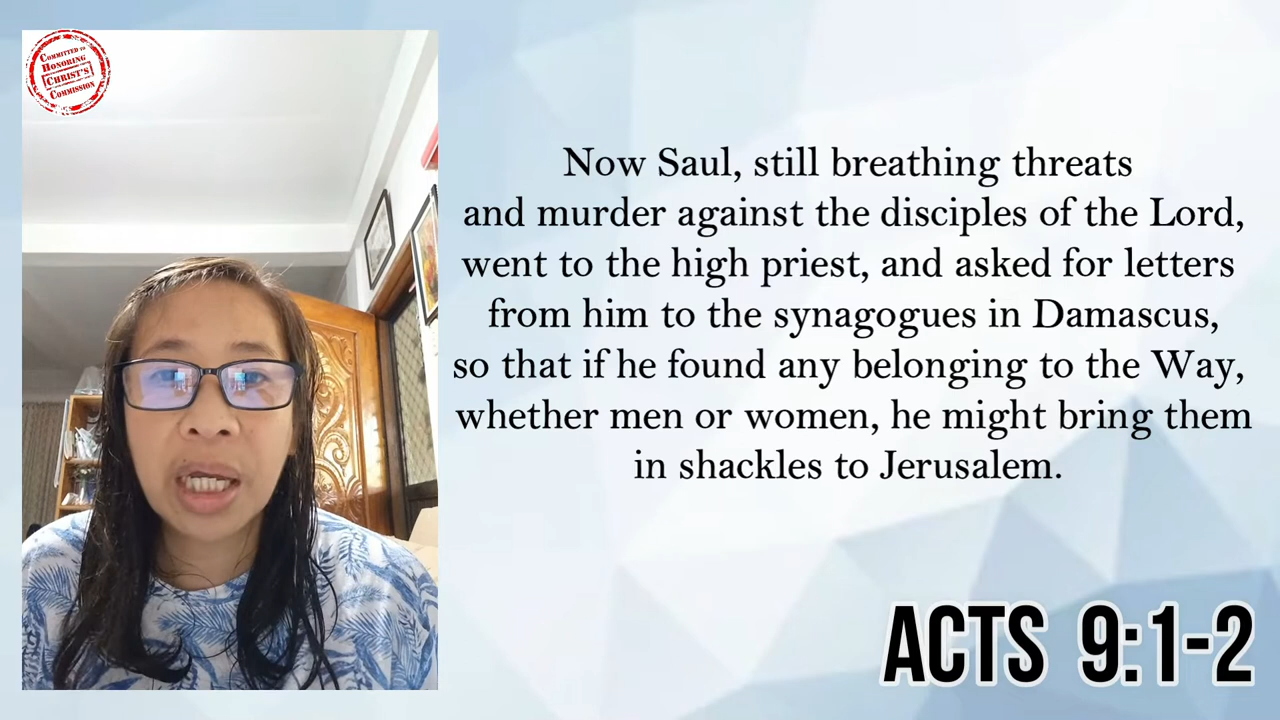 COMMITTED TO
HONORING
CHRIST'S
COMMISSION
Now Saul, still breathing threats
and murder against the disciples of the Lord,
went to the high priest, and asked for letters
from him to the synagogues in Damascus,
so that if he found any belonging to the Way,
whether men or women, he might bring them
in shackles to Jerusalem.
ACTS 9:1-2